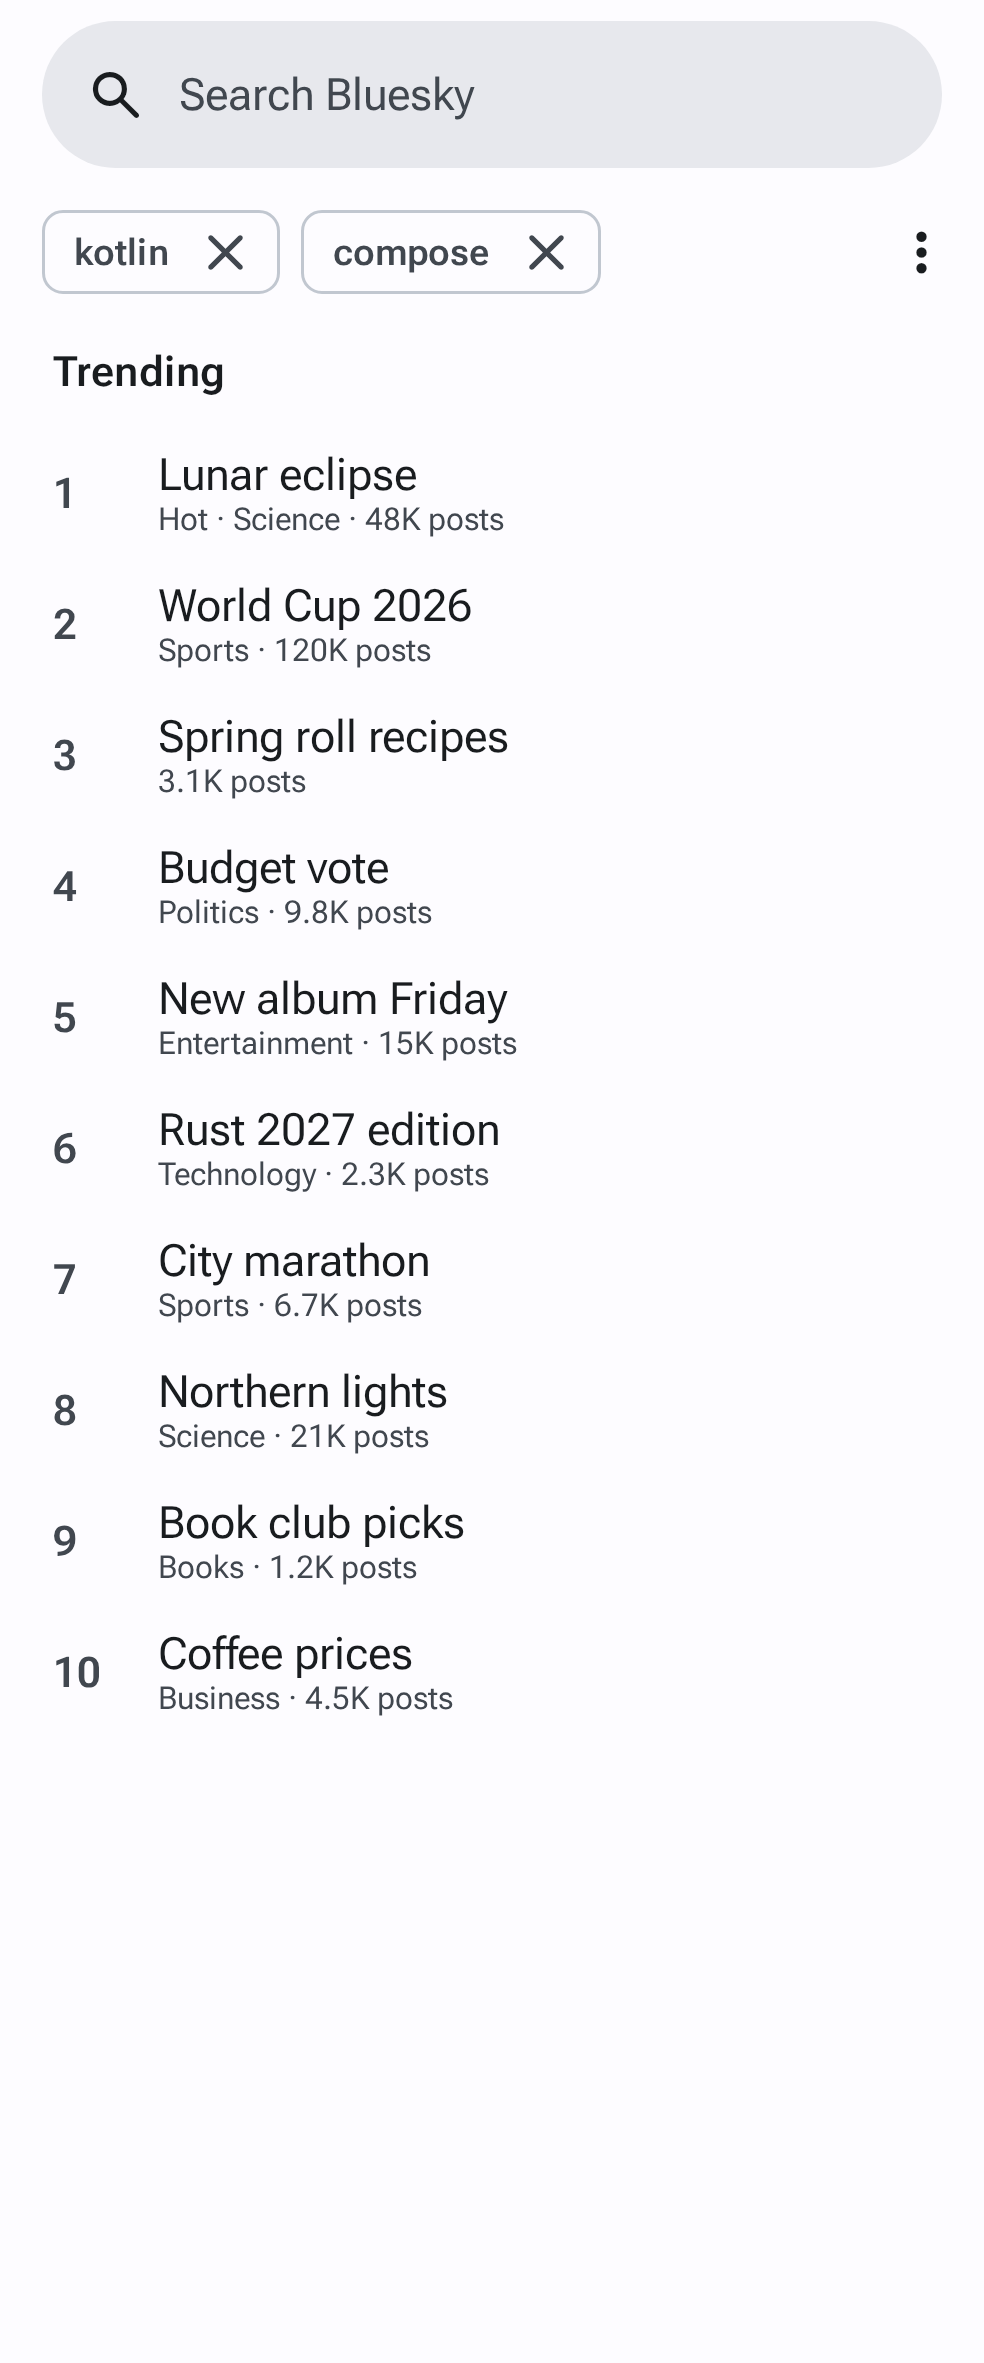 Search Bluesky
kotlin
compose
Trending
1
Lunar eclipse
Hot · Science · 48K posts
2
World Cup 2026
Sports · 120K posts
3
Spring roll recipes
3.1K posts
4
Budget vote
Politics · 9.8K posts
5
New album Friday
Entertainment · 15K posts
6
Rust 2027 edition
Technology · 2.3K posts
7
City marathon
Sports · 6.7K posts
8
Northern lights
Science · 21K posts
9
Book club picks
Books · 1.2K posts
10
Coffee prices
Business · 4.5K posts